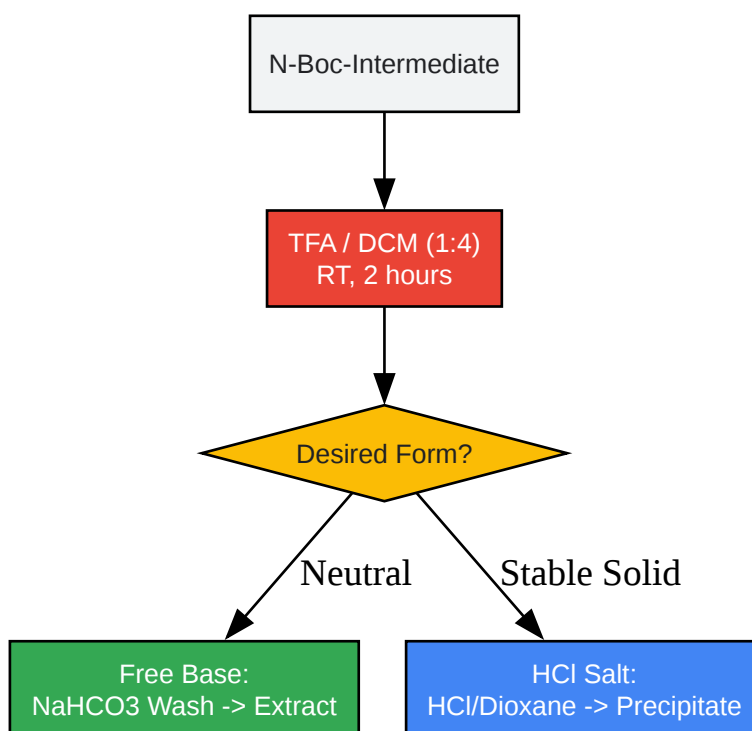 N-Boc-Intermediate
TFA / DCM (1:4)
RT, 2 hours
Desired Form?
Neutral
Stable Solid
Free Base:
NaHCO3 Wash -> Extract
HCl Salt:
HCl/Dioxane -> Precipitate